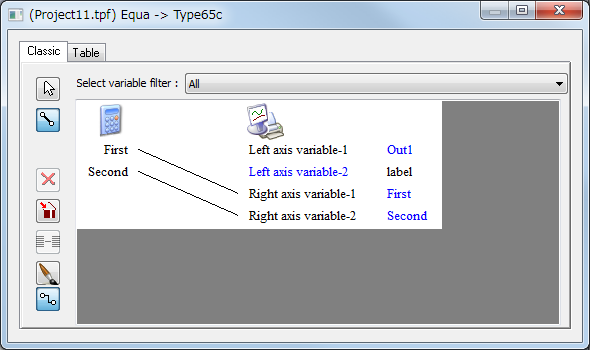 (Project11.tpf) Equa -> Type65c
Classic Table
Select variable filter : All
First Left axis variable-1 Out1
Second Left axis variable-2 label
Right axis variable-1 First
Right axis variable-2 Second